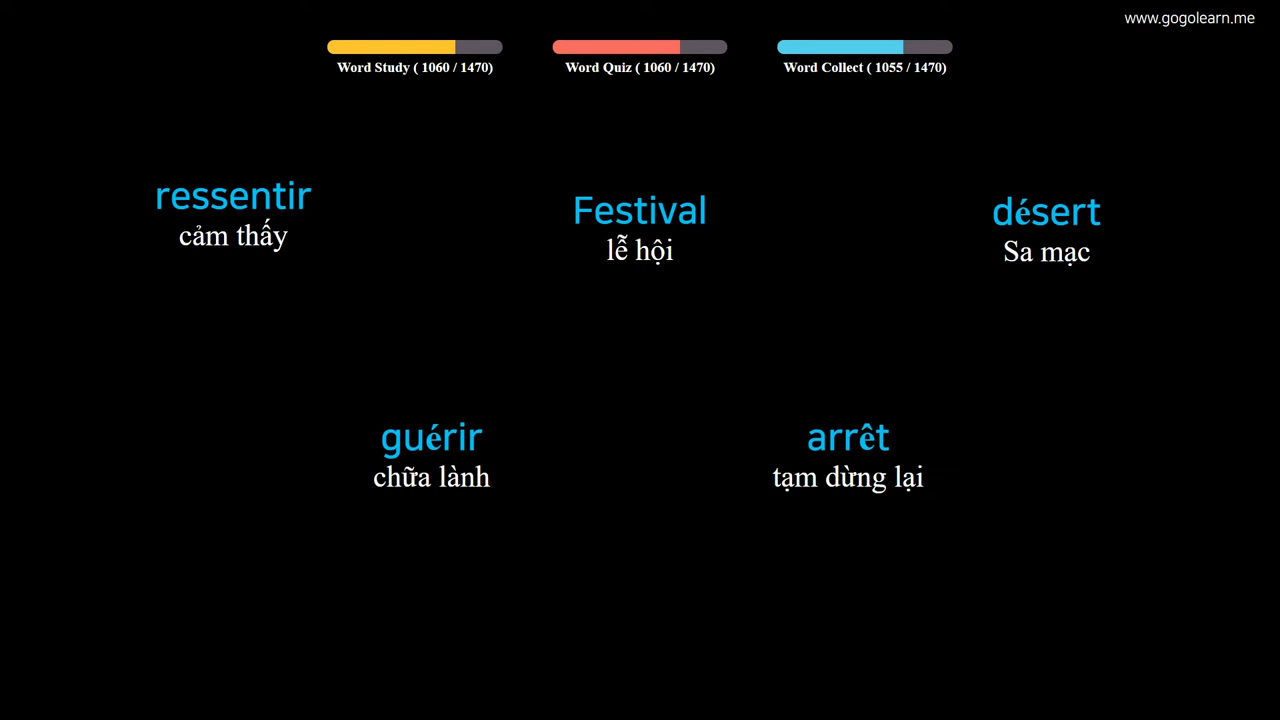 www.gogolearn.me
Word Study ( 1060 / 1470)
Word Quiz ( 1060 / 1470)
Word Collect ( 1055 / 1470)
ressentir
cảm thấy
Festival
lễ hội
désert
Sa mạc
guérir
chữa lành
arrêt
tạm dừng lại